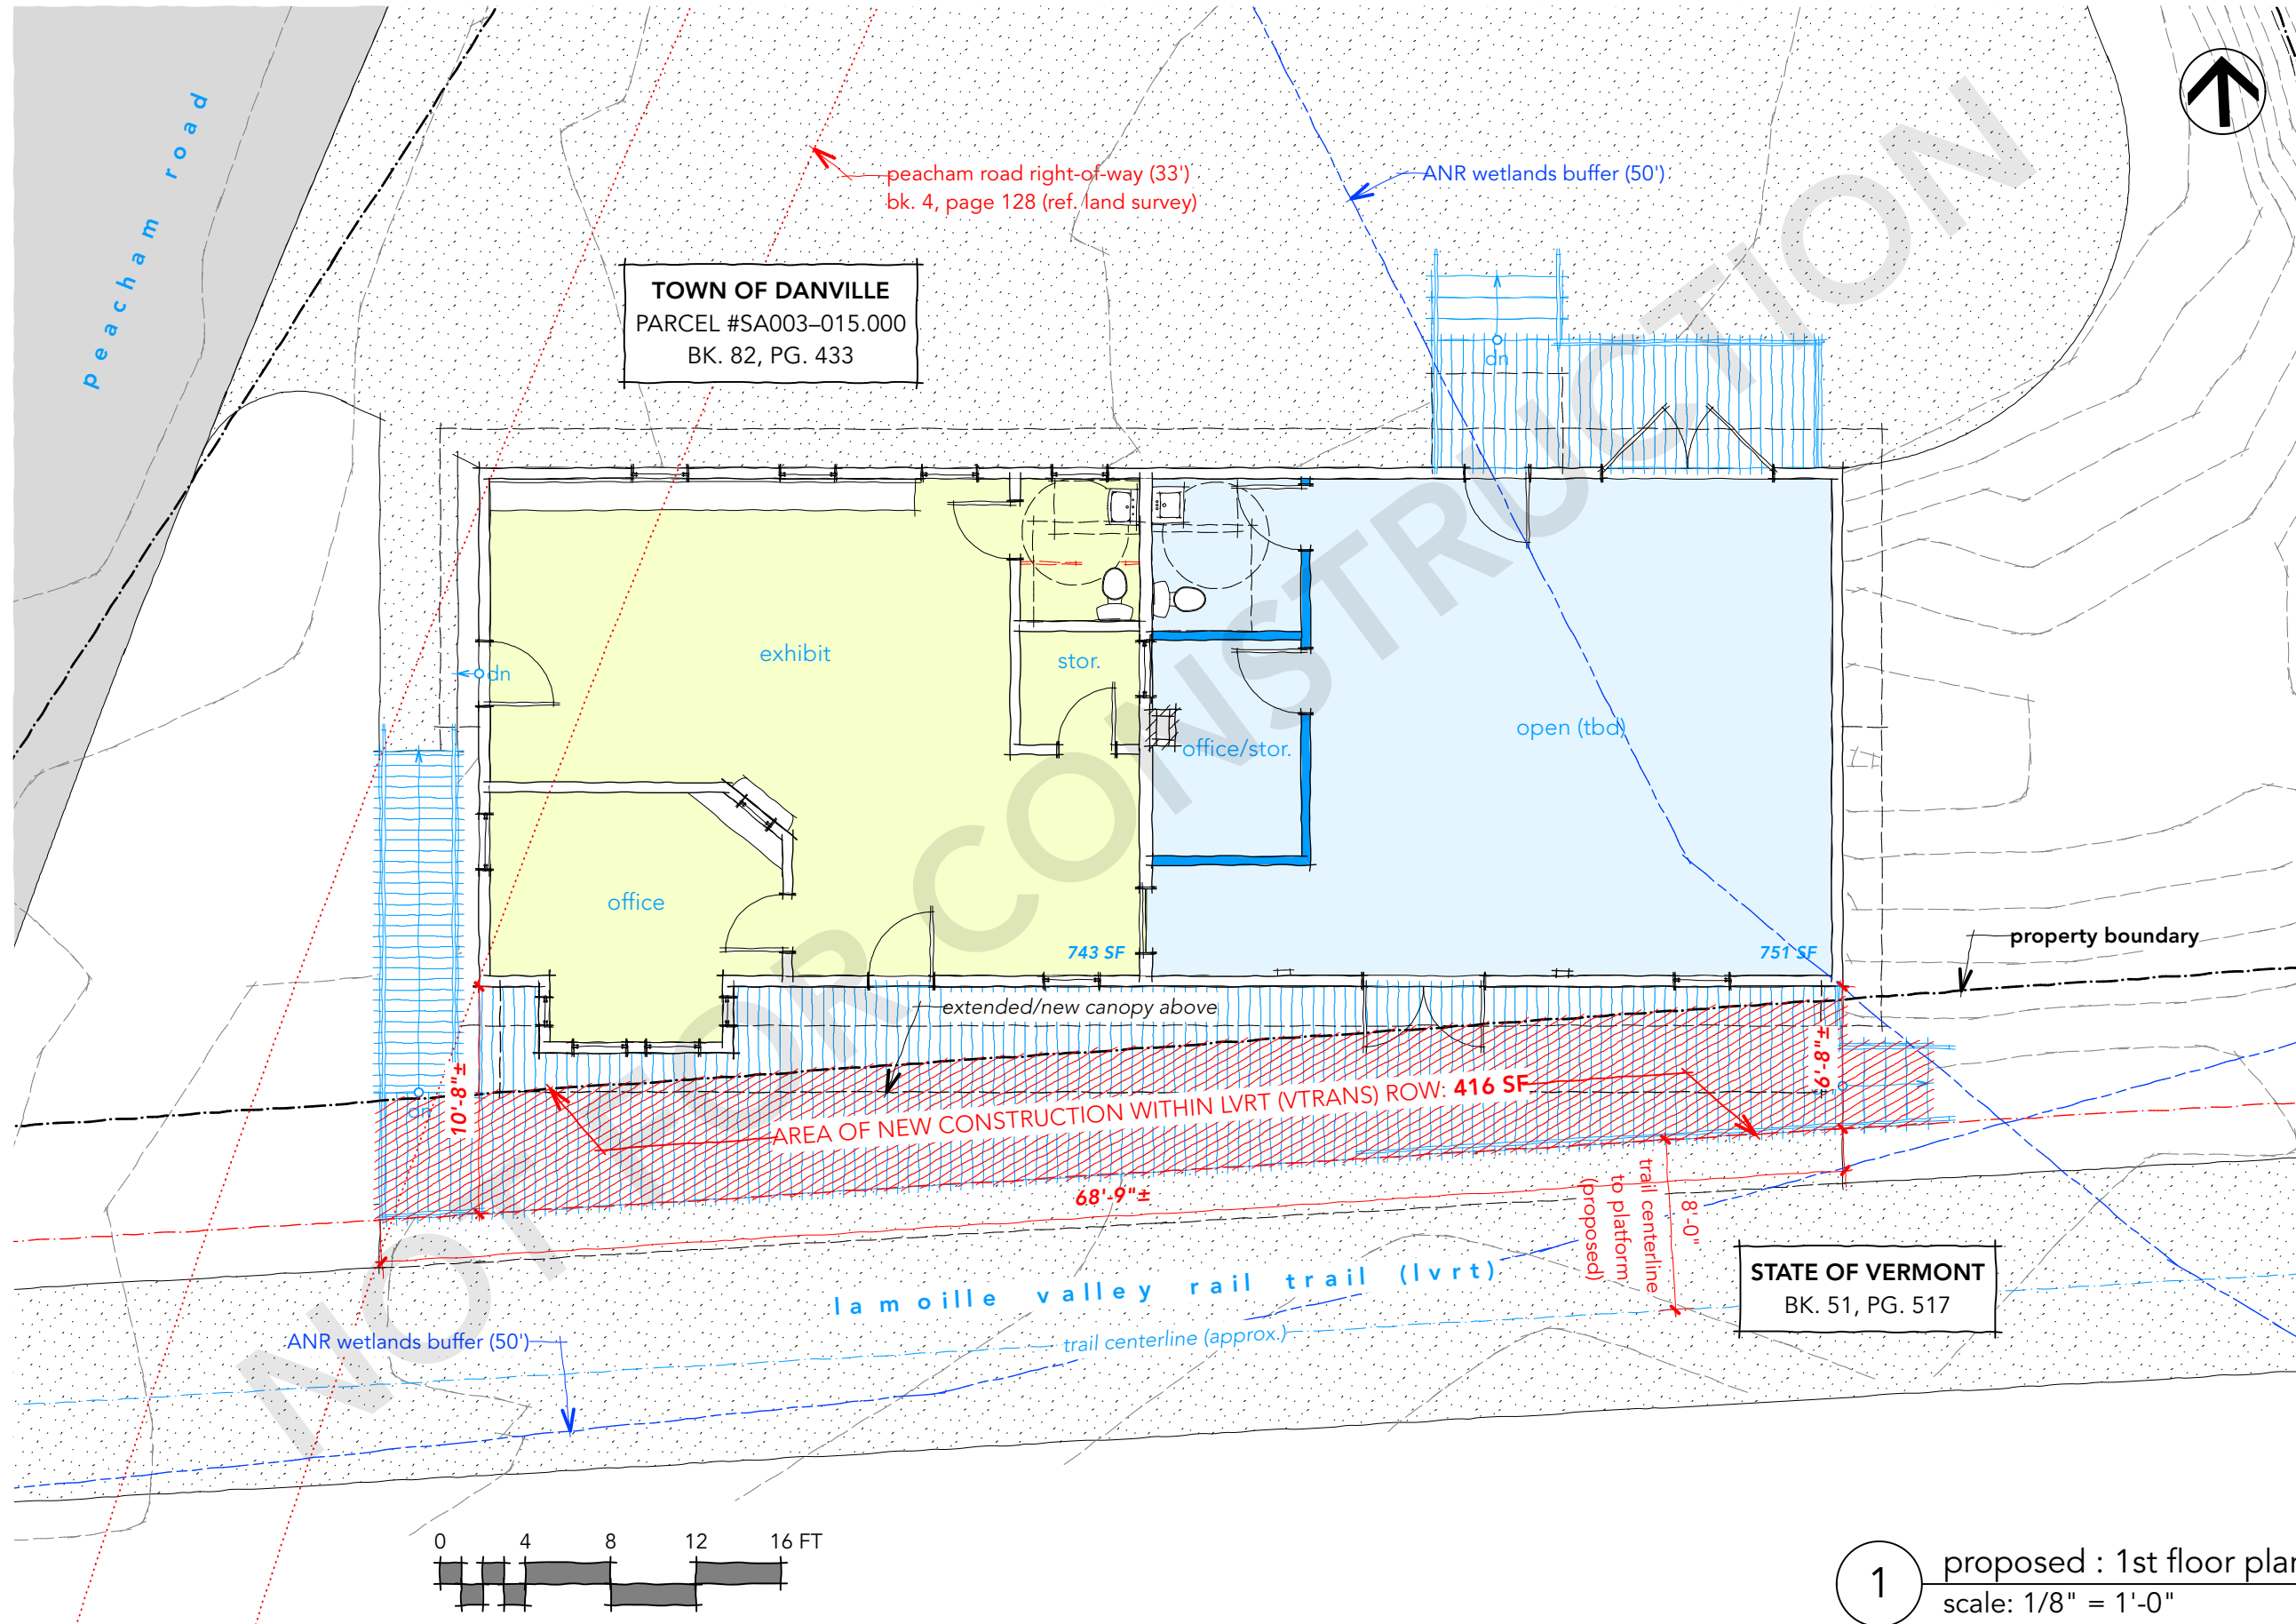 peacham road
peacham road right-of-way (33')
bk. 4, page 128 (ref. land survey)
ANR wetlands buffer (50')
TOWN OF DANVILLE
PARCEL #SA003–015.000
BK. 82, PG. 433
dn
exhibit
stor.
dn
open (tbd)
office/stor.
office
743 SF
751 SF
property boundary
extended/new canopy above
10'-8"±
6'-8"±
dn
AREA OF NEW CONSTRUCTION WITHIN LVRT (VTRANS) ROW: 416 SF
68'-9"±
8'-0"
trail centerline
to platform
(proposed)
lamoille valley rail trail (lvrt)
STATE OF VERMONT
BK. 51, PG. 517
ANR wetlands buffer (50')
trail centerline (approx.)
NOT FOR CONSTRUCTION
0 4 8 12 16 FT
1
proposed : 1st floor plan
scale: 1/8" = 1'-0"